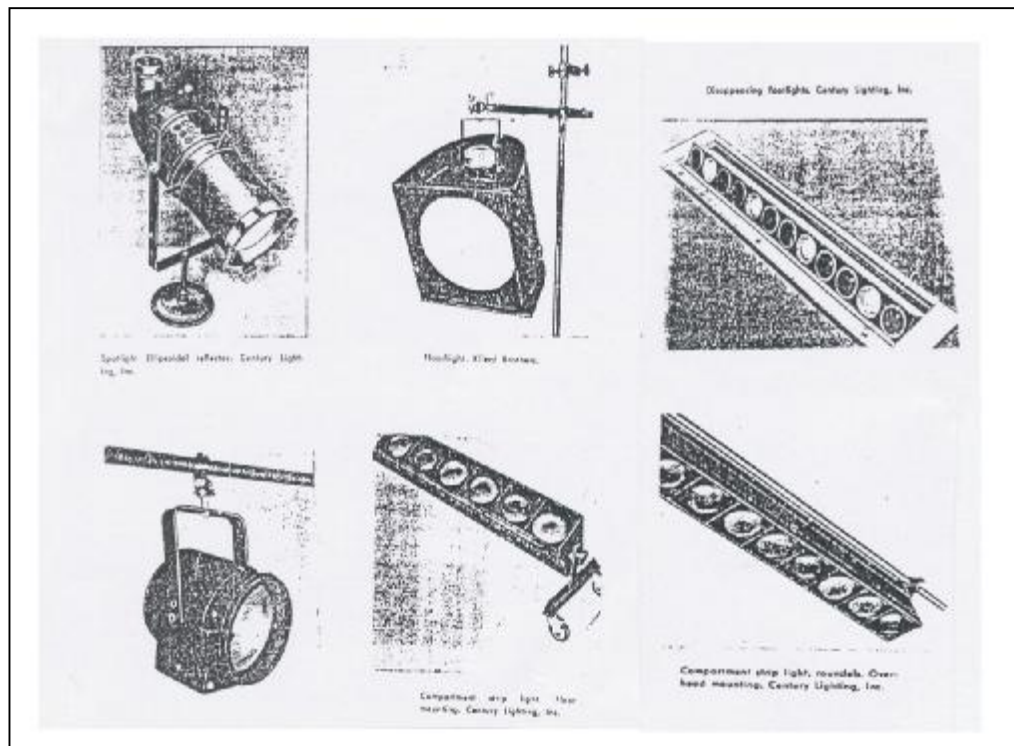 Disappearing footlights. Century Lighting, Inc.
Spotlight Ellipsoidal reflector. Century Light-
ing, Inc.
Floodlight. Kliegl Brothers.
Compartment strip light floor
mounting. Century Lighting, Inc.
Compartment strip light, roundels. Over-
head mounting. Century Lighting, Inc.